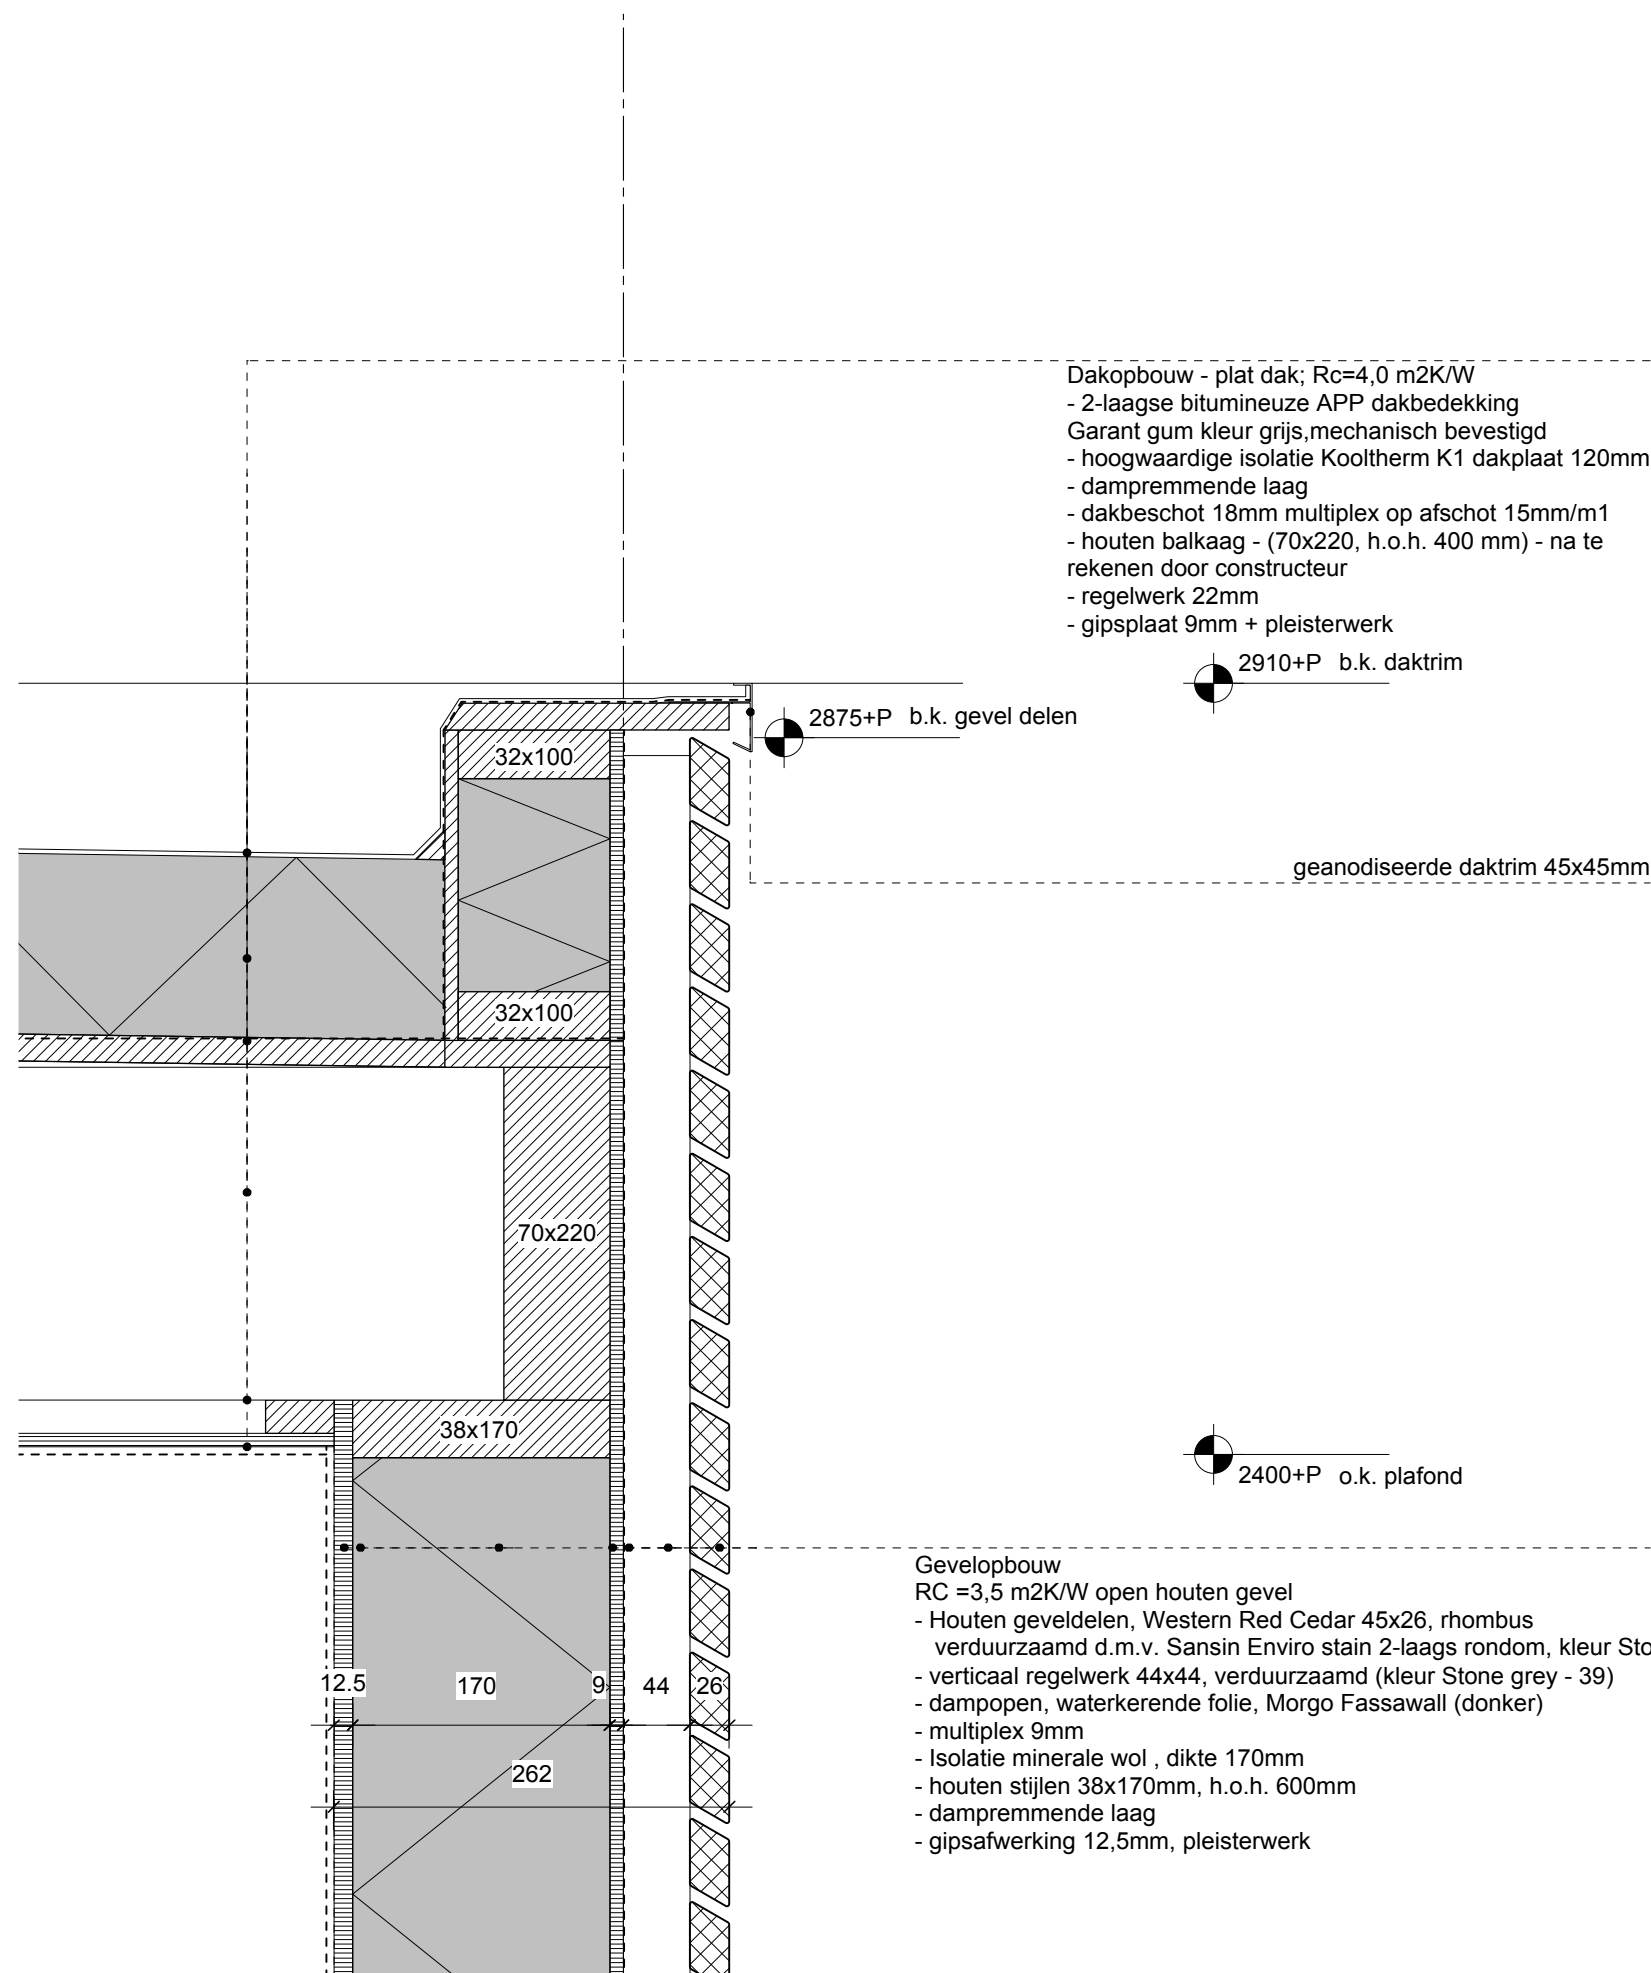 Dakopbouw - plat dak; Rc=4,0 m2K/W
- 2-laagse bitumineuze APP dakbedekking
Garant gum kleur grijs,mechanisch bevestigd
- hoogwaardige isolatie Kooltherm K1 dakplaat 120mm
- dampremmende laag
- dakbeschot 18mm multiplex op afschot 15mm/m1
- houten balkaag - (70x220, h.o.h. 400 mm) - na te
rekenen door constructeur
- regelwerk 22mm
- gipsplaat 9mm + pleisterwerk
2910+P b.k. daktrim
2875+P b.k. gevel delen
32x100
geanodiseerde daktrim 45x45mm
32x100
70x220
38x170
2400+P o.k. plafond
Gevelopbouw
RC =3,5 m2K/W open houten gevel
- Houten geveldelen, Western Red Cedar 45x26, rhombus
verduurzaamd d.m.v. Sansin Enviro stain 2-laags rondom, kleur Sto
- verticaal regelwerk 44x44, verduurzaamd (kleur Stone grey - 39)
- dampopen, waterkerende folie, Morgo Fassawall (donker)
- multiplex 9mm
- Isolatie minerale wol , dikte 170mm
- houten stijlen 38x170mm, h.o.h. 600mm
- dampremmende laag
- gipsafwerking 12,5mm, pleisterwerk
12.5 170 9 44 26
262